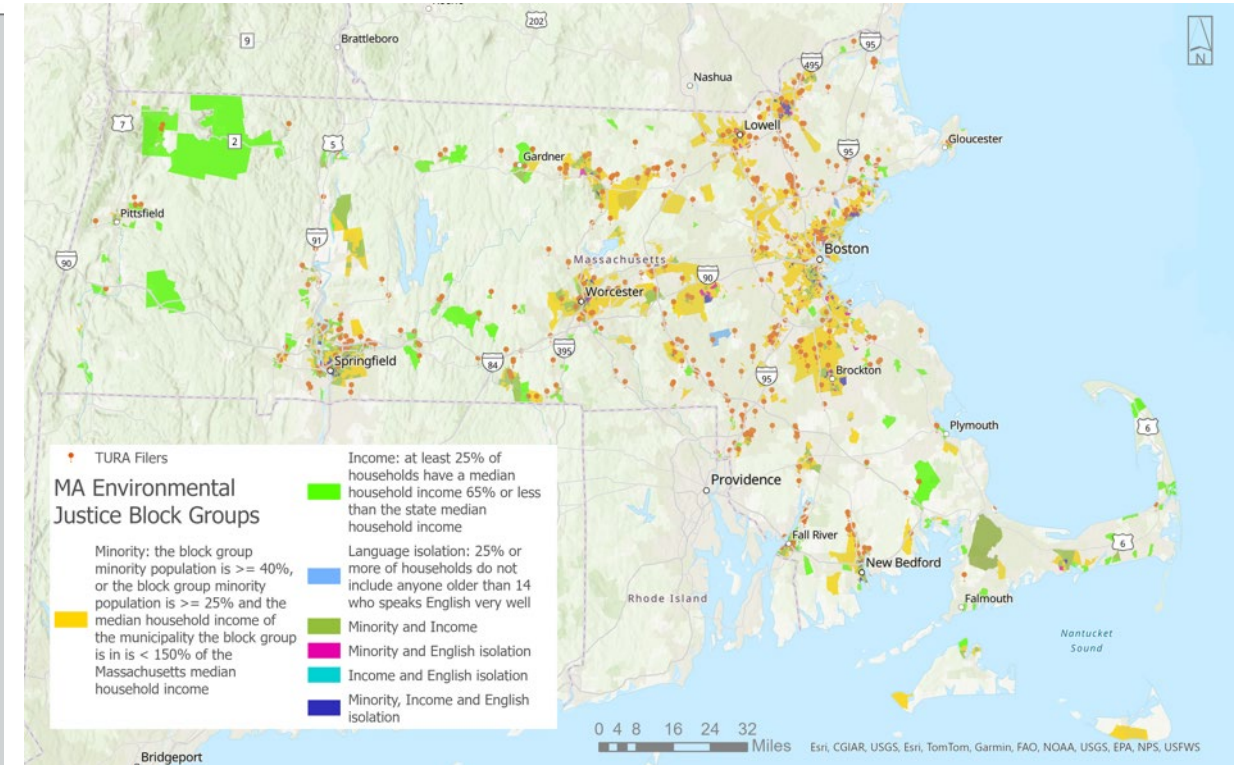 202
9
Brattleboro
95
N
Nashua
495
7
2
5
Lowell
95
Gloucester
Gardner
Pittsfield
91
90
Massachusetts
90
Boston
Worcester
395
84
Springfield
95
Brockton
6
Plymouth
Providence
Fall River
New Bedford
6
Rhode Island
Falmouth
Nantucket
Sound
TURA Filers
MA Environmental
Justice Block Groups
Minority: the block group
minority population is >= 40%,
or the block group minority
population is >= 25% and the
median household income of
the municipality the block group
is in is < 150% of the
Massachusetts median
household income
Income: at least 25% of
households have a median
household income 65% or less
than the state median
household income
Language isolation: 25% or
more of households do not
include anyone older than 14
who speaks English very well
Minority and Income
Minority and English isolation
Income and English isolation
Minority, Income and English
isolation
0 4 8 16 24 32
Miles
Esri, CGIAR, USGS, Esri, TomTom, Garmin, FAO, NOAA, USGS, EPA, NPS, USFWS
Bridgeport